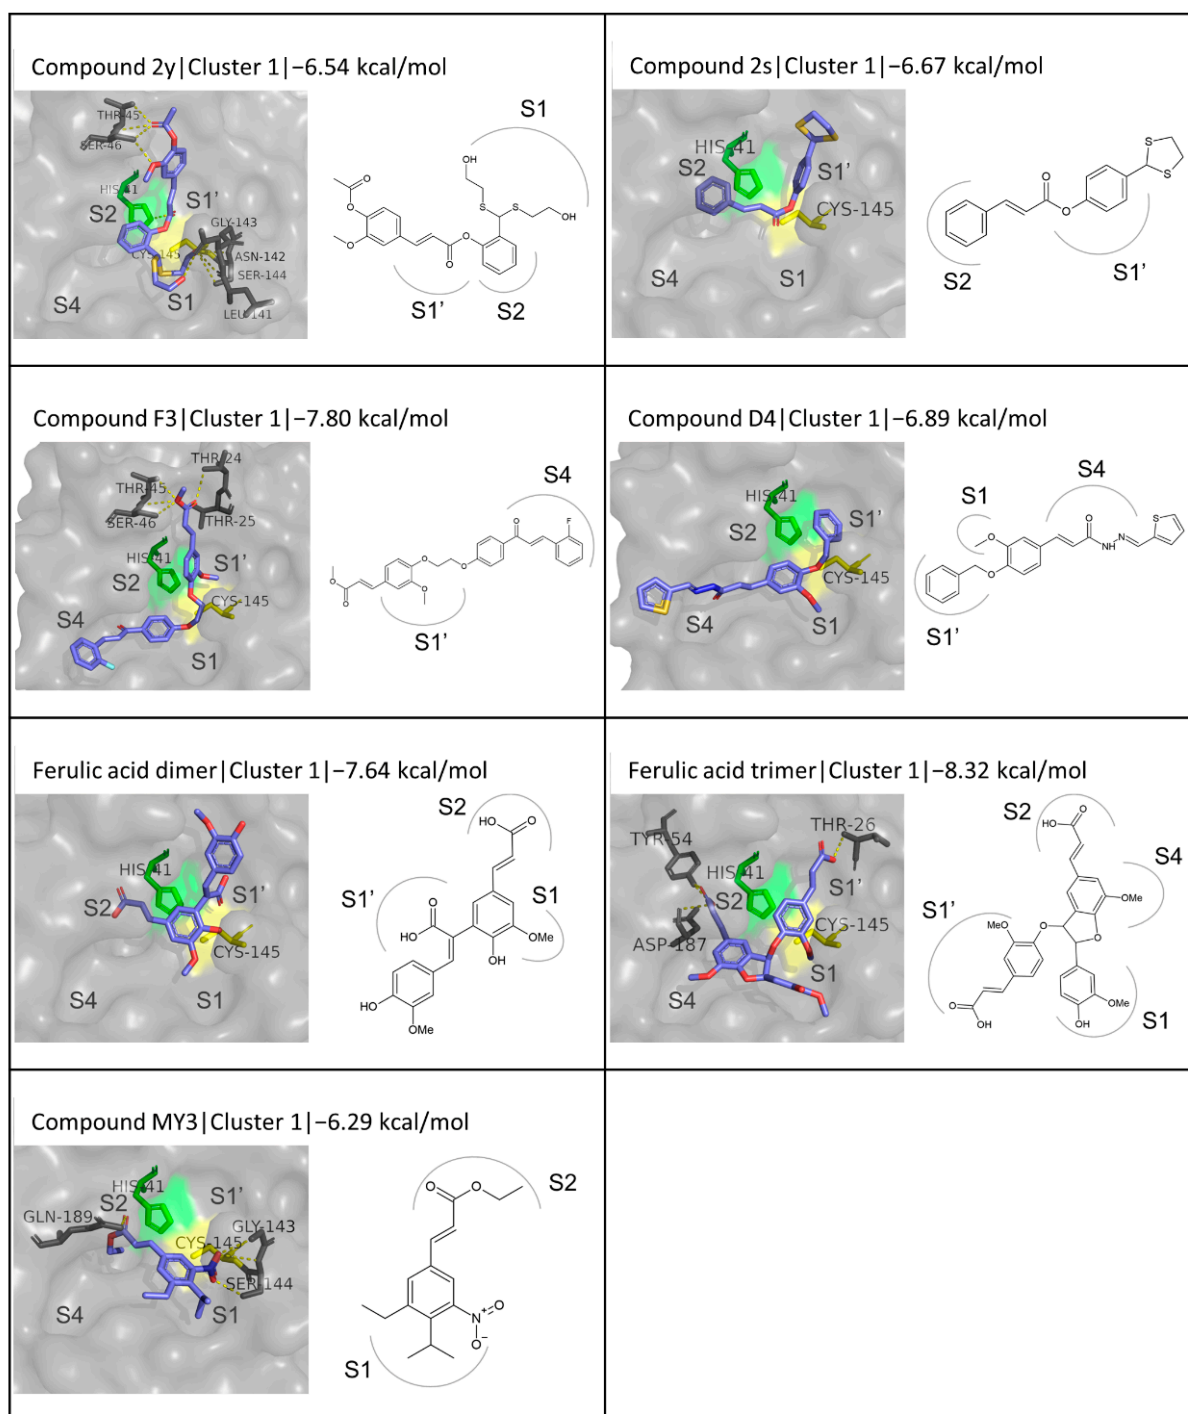 Compound 2y|Cluster 1|−6.54 kcal/mol
THR-45
SER-46
HIS-41
S2
S1'
GLY-143
CYS-145
ASN-142
SER-144
S4
S1
LEU-141
S1
OH
O
S
S
OH
O
O
O
O
S1'
S2
Compound 2s|Cluster 1|−6.67 kcal/mol
HIS-41
S2
S1'
CYS-145
S4
S1
S
S
O
O
S2
S1'
Compound F3|Cluster 1|−7.80 kcal/mol
THR-24
THR-45
SER-46
THR-25
HIS-41
S1'
S2
CYS-145
S4
S1
S4
O
F
O
O
O
O
O
S1'
Compound D4|Cluster 1|−6.89 kcal/mol
HIS-41
S2
S1'
CYS-145
S4
S1
S4
S1
O
O
S
NH
N
O
S1'
Ferulic acid dimer|Cluster 1|−7.64 kcal/mol
HIS-41
S2
S1'
CYS-145
S4
S1
S2
HO
O
S1'
S1
O
HO
OMe
OH
HO
OMe
Ferulic acid trimer|Cluster 1|−8.32 kcal/mol
TYR-54
THR-26
HIS-41
S1'
S2
CYS-145
ASP-187
S1
S4
S2
O
HO
S4
S1'
OMe
MeO
O
O
O
OH
OMe
OH
S1
Compound MY3|Cluster 1|−6.29 kcal/mol
HIS-41
S2
S1'
GLN-189
GLY-143
CYS-145
SER-144
S4
S1
S2
O
O
N+
O
O−
S1